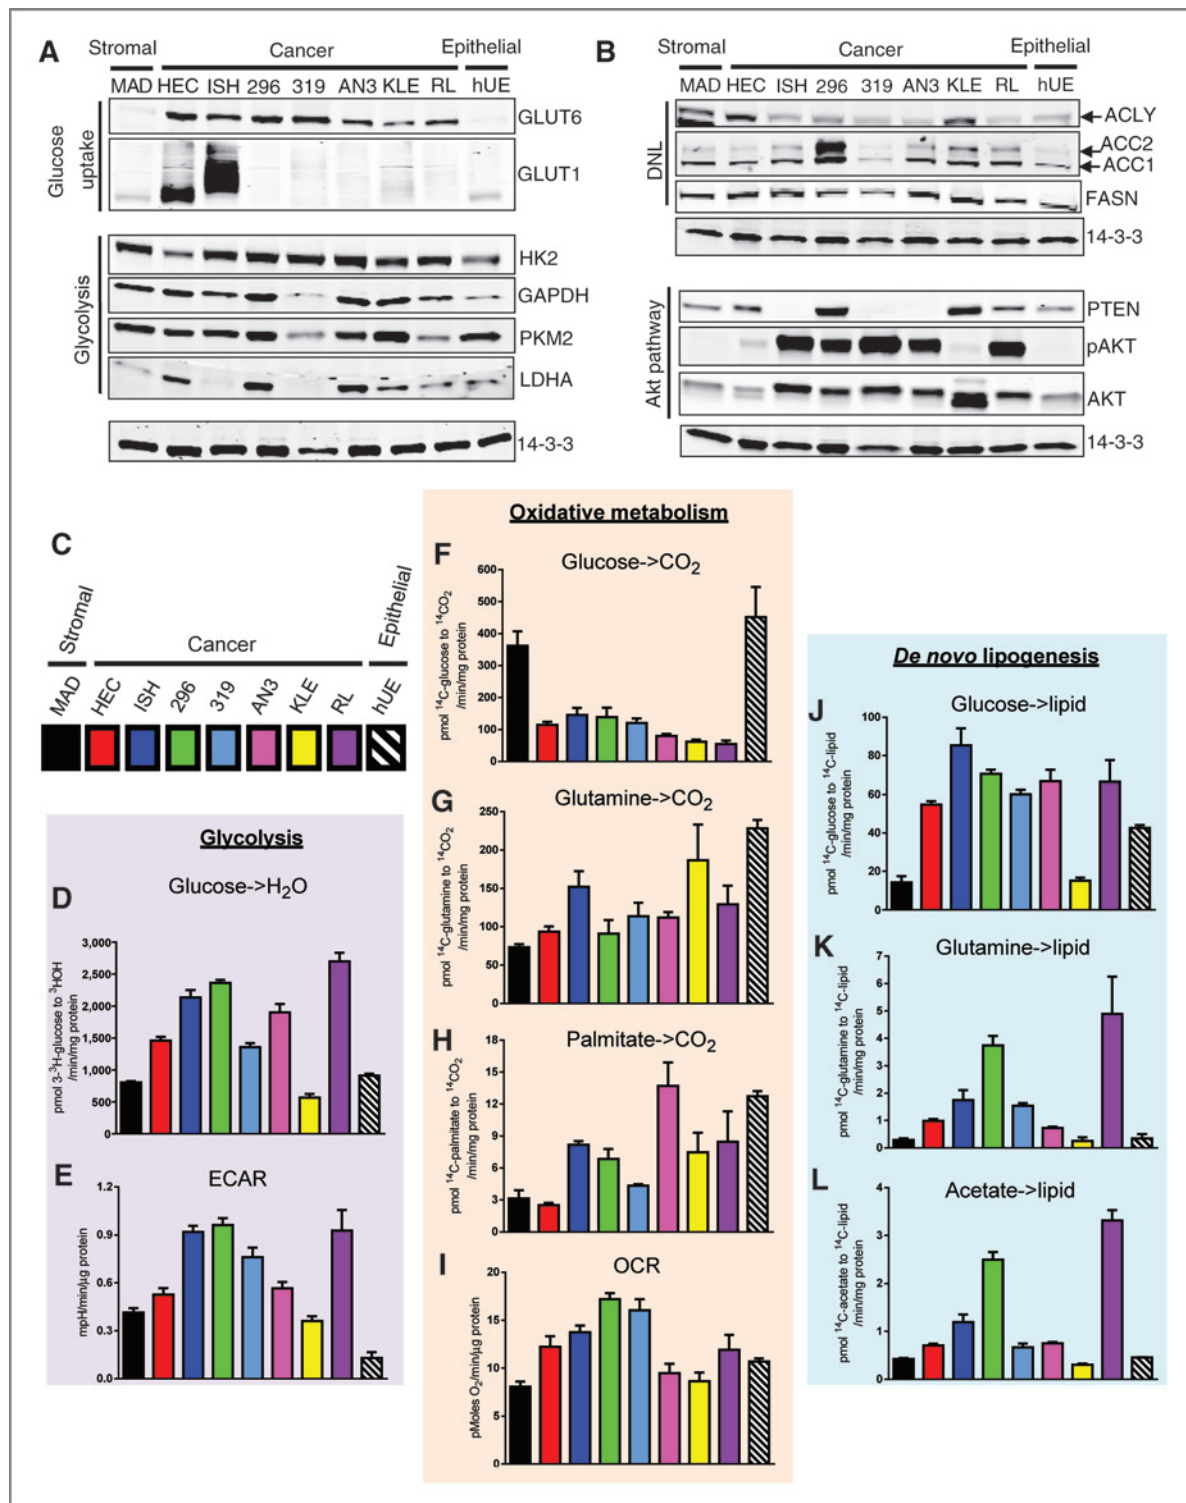 A
Stromal Cancer Epithelial
MAD HEC ISH 296 319 AN3 KLE RL hUE
Glucose
uptake
GLUT6
GLUT1
Glycolysis
HK2
GAPDH
PKM2
LDHA
14-3-3
B
Stromal Cancer Epithelial
MAD HEC ISH 296 319 AN3 KLE RL hUE
DNL
ACLY
ACC2
ACC1
FASN
14-3-3
Akt pathway
PTEN
pAKT
AKT
14-3-3
C
Stromal
Cancer
Epithelial
MAD HEC ISH 296 319 AN3 KLE RL hUE
Glycolysis
D
Glucose->H₂O
pmol 3-³H-glucose to ³HOH
/min/mg protein
3,000
2,500
2,000
1,500
1,000
500
0
E
ECAR
mpH/min/µg protein
1.2
0.9
0.6
0.3
0.0
Oxidative metabolism
F
Glucose->CO₂
pmol ¹⁴C-glucose to ¹⁴CO₂
/min/mg protein
600
500
400
300
200
100
0
G
Glutamine->CO₂
pmol ¹⁴C-glutamine to ¹⁴CO₂
/min/mg protein
250
200
150
100
50
0
H
Palmitate->CO₂
pmol ¹⁴C-palmitate to ¹⁴CO₂
/min/mg protein
18
15
12
9
6
3
0
I
OCR
pMoles O₂/min/µg protein
20
15
10
5
0
De novo lipogenesis
J
Glucose->lipid
pmol ¹⁴C-glucose to ¹⁴C-lipid
/min/mg protein
100
80
60
40
20
0
K
Glutamine->lipid
pmol ¹⁴C-glutamine to ¹⁴C-lipid
/min/mg protein
7
6
5
4
3
2
1
0
L
Acetate->lipid
pmol ¹⁴C-acetate to ¹⁴C-lipid
/min/mg protein
4
3
2
1
0